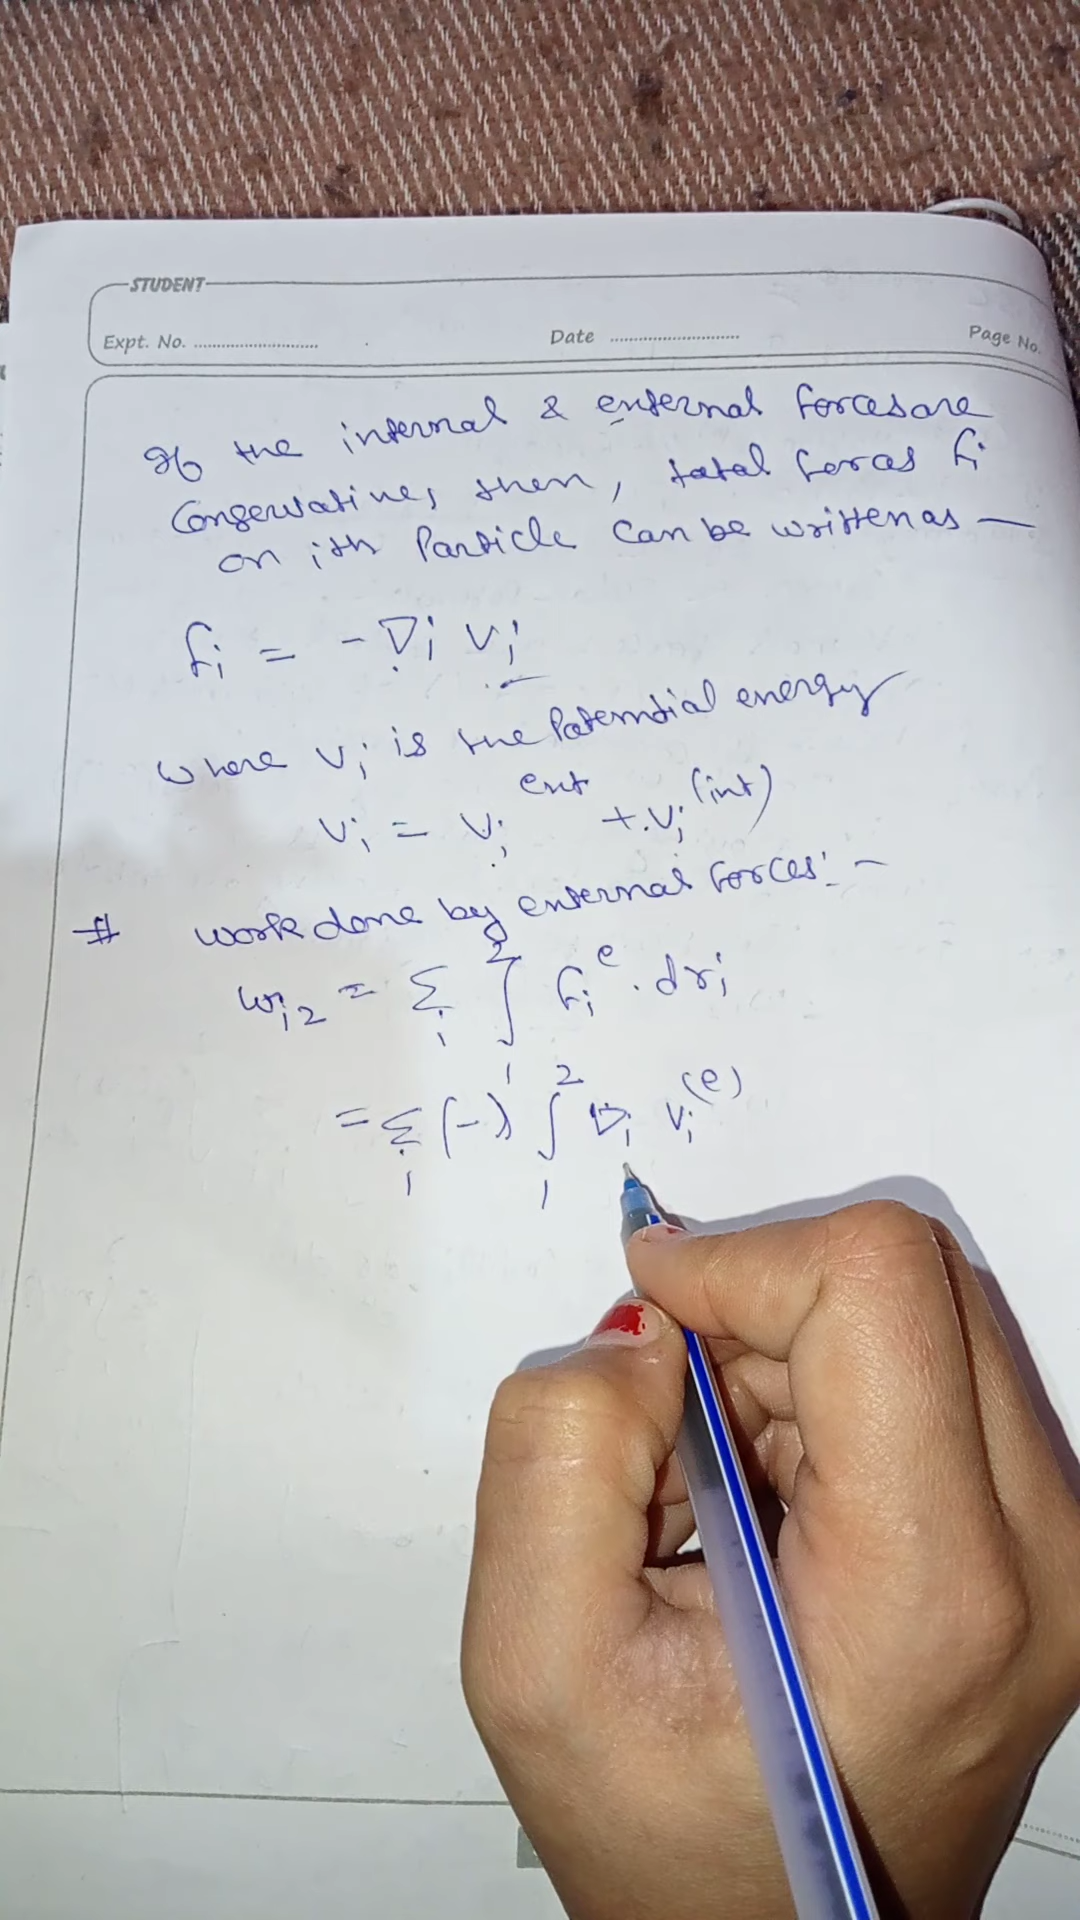 STUDENT
Expt. No. ............................ Date ............................ Page No.
If the internal & external forces are
Conservative, then, total forces Fi
on ith Particle can be written as —
Fi = -∇i Vi
where Vi is the Potential energy
Vi = Vi^ext + Vi^(int)
# work done by external forces:-
W12 = Σi ∫₁² Fi^e . dri
= Σi (-) ∫₁² ∇i Vi^(e)